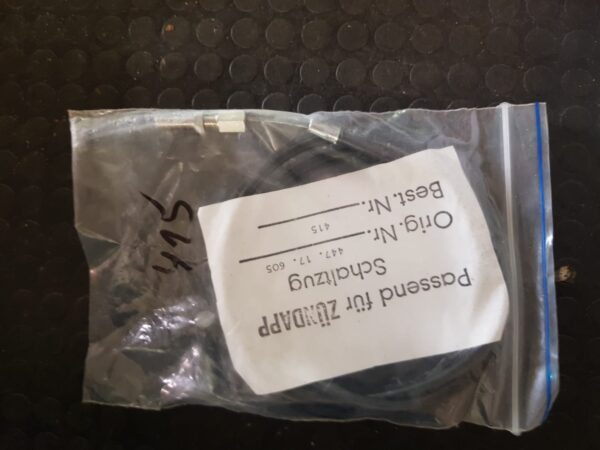 Passend für ZÜNDAPP
Schaltzug
Orig.Nr. 447. 17. 605
Best.Nr. 415
415